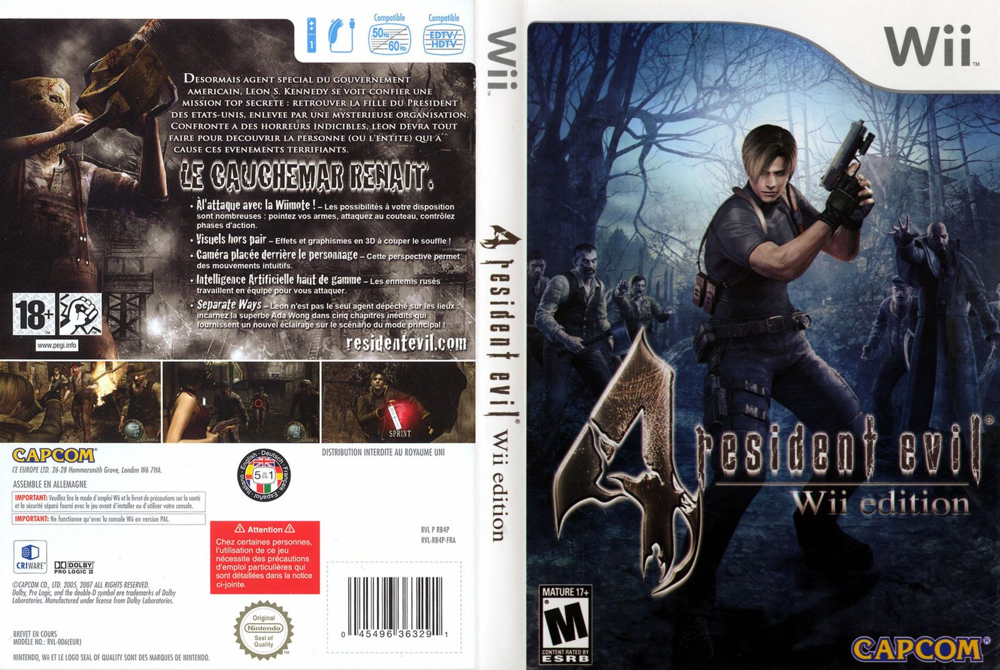 Compatible
50Hz
60Hz
Compatible
EDTV/
HDTV
1
DESORMAIS AGENT SPECIAL DU GOUVERNEMENT
AMERICAIN, LEON S. KENNEDY SE VOIT CONFIER UNE
MISSION TOP SECRETE : RETROUVER LA FILLE DU PRESIDENT
DES ETATS-UNIS, ENLEVEE PAR UNE MYSTERIEUSE ORGANISATION.
CONFRONTE A DES HORREURS INDICIBLES, LEON DEVRA TOUT
FAIRE POUR DECOUVRIR LA PERSONNE (OU L'ENTITE) QUI A
CAUSE CES EVENEMENTS TERRIFIANTS.
LE CAUCHEMAR RENAIT.
• Àl'attaque avec la Wiimote ! – Les possibilités à votre disposition
sont nombreuses : pointez vos armes, attaquez au couteau, contrôlez
phases d'action.
• Visuels hors pair – Effets et graphismes en 3D à couper le souffle !
• Caméra placée derrière le personnage – Cette perspective permet
des mouvements intuitifs.
• Intelligence Artificielle haut de gamme – Les ennemis rusés
travaillent en équipe pour vous attaquer.
• Separate Ways – Leon n'est pas le seul agent dépêché sur les lieux :
incarnez la superbe Ada Wong dans cinq chapitres inédits qui
fournissent un nouvel éclairage sur le scénario du mode principal !
residentevil.com
18+
www.pegi.info
10
Leon
05
Ada
SPRINT
CAPCOM®
CE EUROPE LTD. 26-28 Hammersmith Grove, London W6 7HA.
ASSEMBLE EN ALLEMAGNE
IMPORTANT: Veuillez lire le mode d'emploi Wii et le livret de précautions sur la santé
et la sécurité séparé fourni avec le jeu avant d'installer ou d'utiliser votre console.
IMPORTANT: Ne fonctionne qu'avec la console Wii en version PAL.
English · Deutsch · Français · Español · Italiano
5 IN EN 1
DISTRIBUTION INTERDITE AU ROYAUME UNI
RVL P RB4P
RVL-RB4P-FRA
Attention
Chez certaines personnes,
l'utilisation de ce jeu
nécessite des précautions
d'emploi particulières qui
sont détaillées dans la notice
ci-jointe.
CRIWARE™
DOLBY
PRO LOGIC II
©CAPCOM CO., LTD. 2005, 2007 ALL RIGHTS RESERVED.
Dolby, Pro Logic, and the double-D symbol are trademarks of Dolby
Laboratories. Manufactured under license from Dolby Laboratories.
Original
Nintendo
Seal of
Quality
TM
0 45496 36329 1
BREVET EN COURS
MODÈLE NO.: RVL-006(EUR)
NINTENDO, Wii ET LE LOGO SEAL OF QUALITY SONT DES MARQUES DE NINTENDO.
Wii™
4 resident evil®
Wii edition
Wii™
4 resident evil®
Wii edition
MATURE 17+
M®
CONTENT RATED BY
ESRB
CAPCOM®